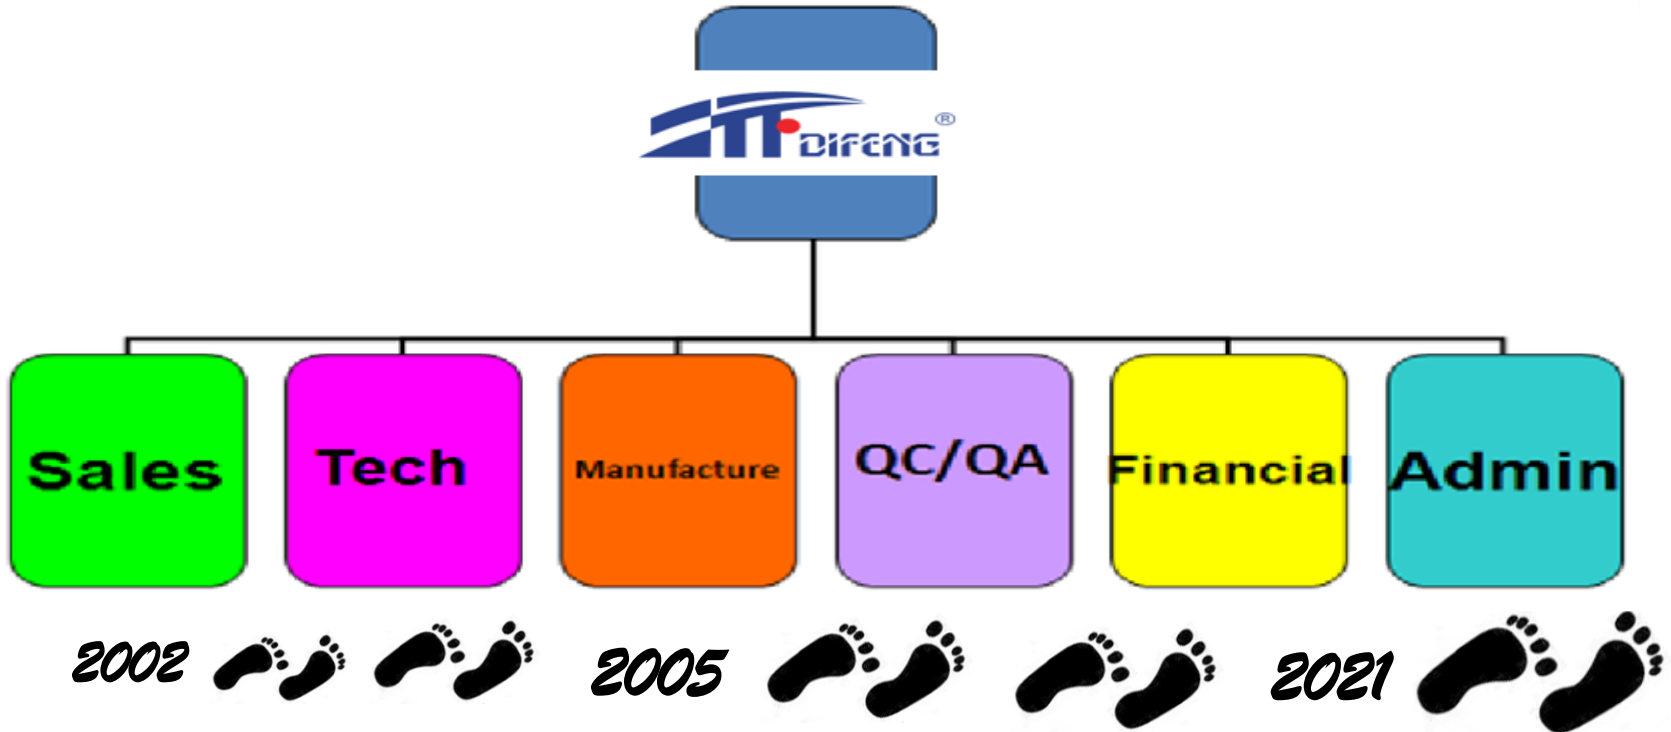 DIFENG ®
Sales
Tech
Manufacture
QC/QA
Financial
Admin
2002
2005
2021